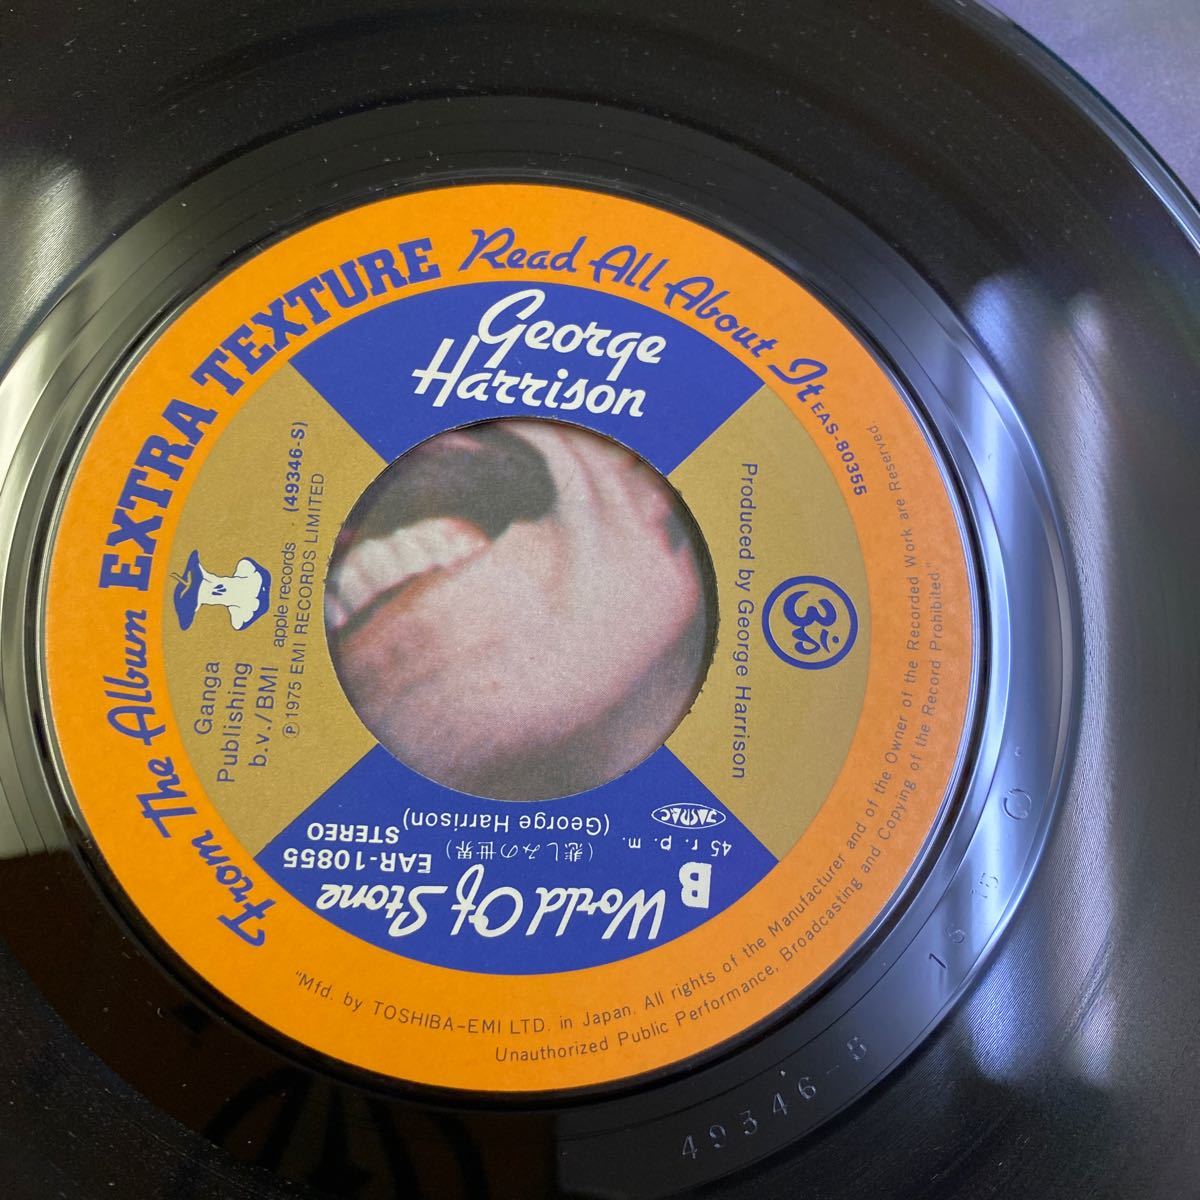 From The Album EXTRA TEXTURE Read All About It EAS-80355
George
Harrison
(49346-S)
apple records
Ⓟ1975 EMI RECORDS LIMITED
Ganga
Publishing
b.v./BMI
Produced by George Harrison
ॐ
B World Of Stone
(悲しみの世界)
(George Harrison)
EAR-10855
STEREO
45 r. p. m.
JASRAC
"Mfd. by TOSHIBA-EMI LTD. in Japan. All rights of the Manufacturer and of the Owner of the Recorded Work are Reserved.
Unauthorized Public Performance, Broadcasting and Copying of the Record Prohibited."
49346-S